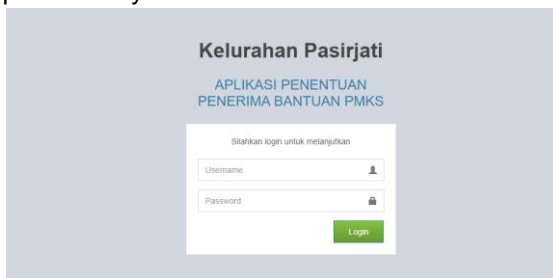 Kelurahan Pasirjati
APLIKASI PENENTUAN
PENERIMA BANTUAN PMKS
Silahkan login untuk melanjutkan
Username
Password
Login